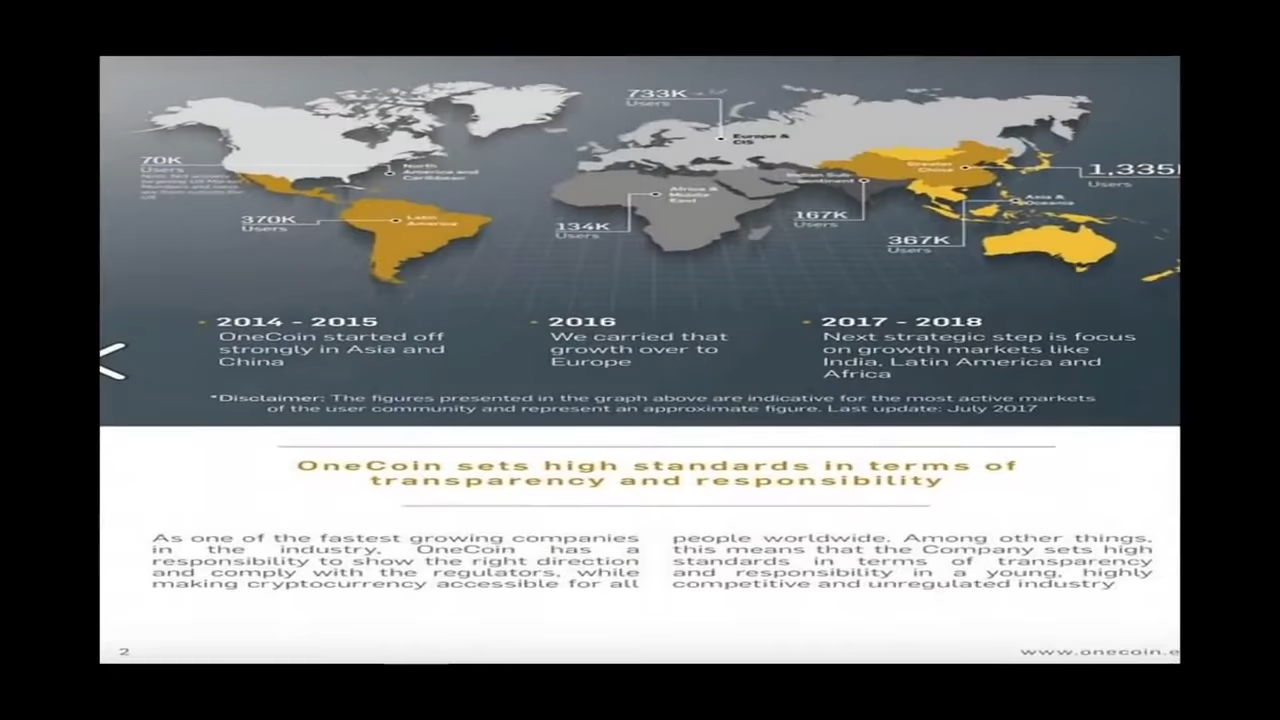 733K
Users
Europe &
CIS
70K
Users
North
America and
Caribbean
Greater
China
1,335
Users
Indian Sub-
continent
Africa &
Middle
East
Asia &
Oceania
370K
Users
Latin
America
134K
Users
167K
Users
367K
Users
2014 - 2015
OneCoin started off
strongly in Asia and
China
2016
We carried that
growth over to
Europe
2017 - 2018
Next strategic step is focus
on growth markets like
India, Latin America and
Africa
*Disclaimer: The figures presented in the graph above are indicative for the most active markets
of the user community and represent an approximate figure. Last update: July 2017
OneCoin sets high standards in terms of
transparency and responsibility
As one of the fastest growing companies
in the industry, OneCoin has a
responsibility to show the right direction
and comply with the regulators, while
making cryptocurrency accessible for all
people worldwide. Among other things,
this means that the Company sets high
standards in terms of transparency
and responsibility in a young, highly
competitive and unregulated industry
2
www.onecoin.e